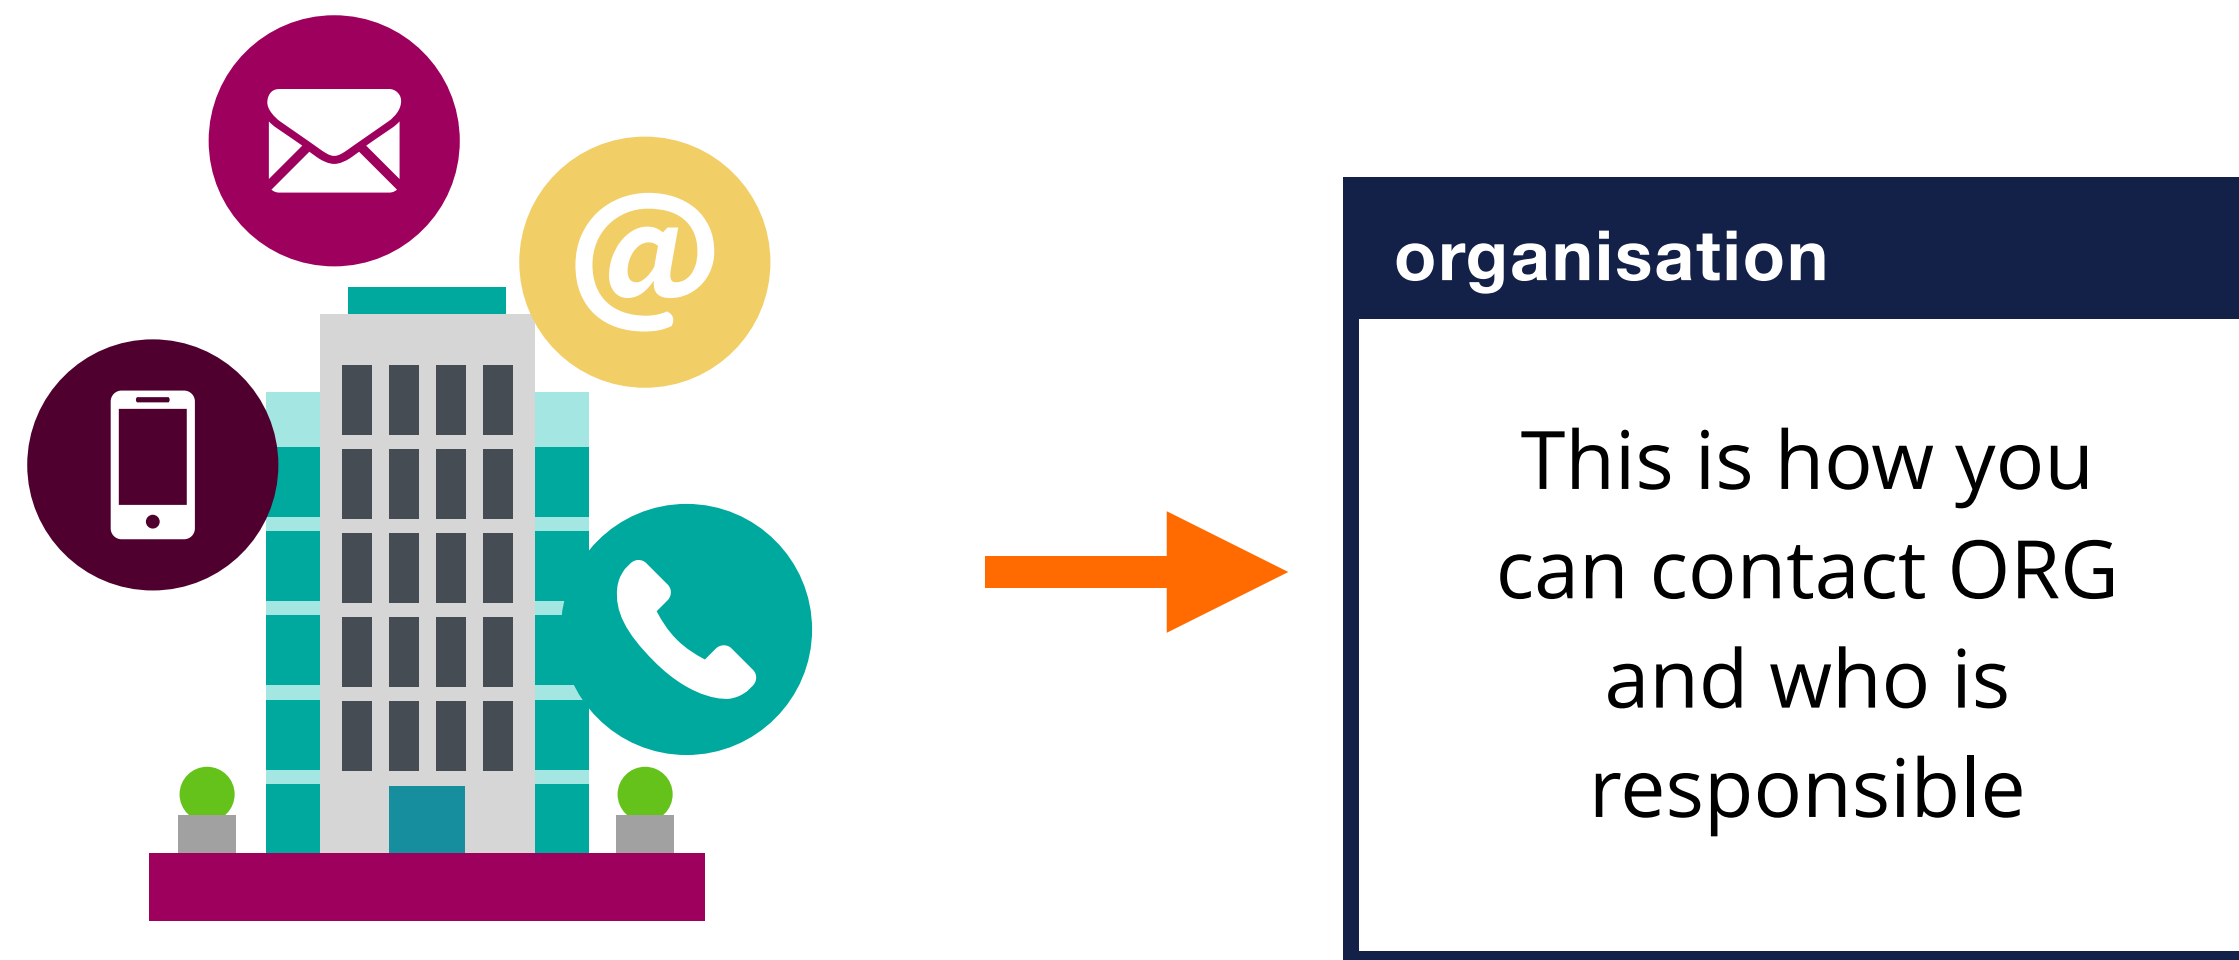 @
organisation
This is how you
can contact ORG
and who is
responsible